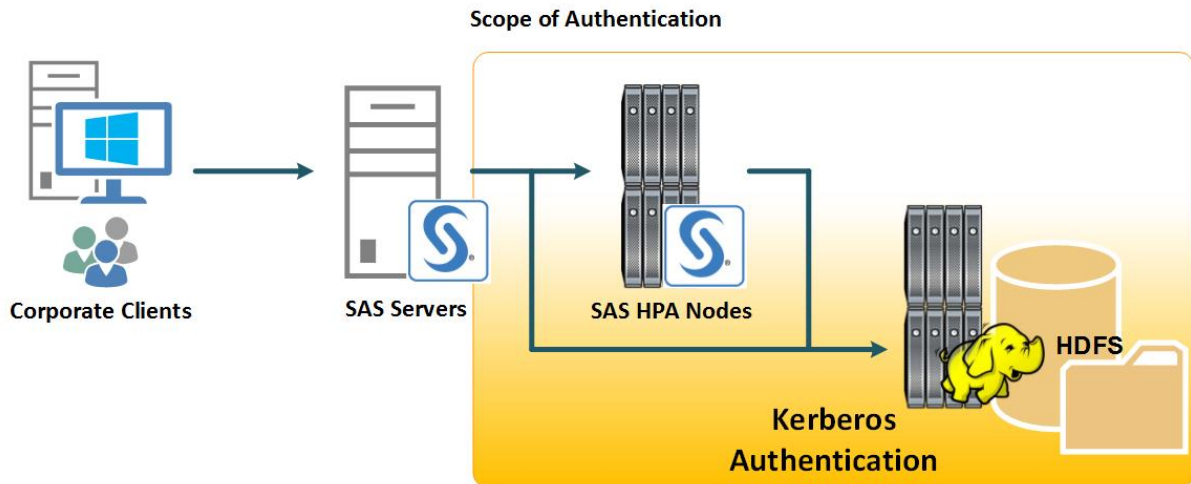 Scope of Authentication
Corporate Clients
SAS Servers
SAS HPA Nodes
HDFS
Kerberos
Authentication